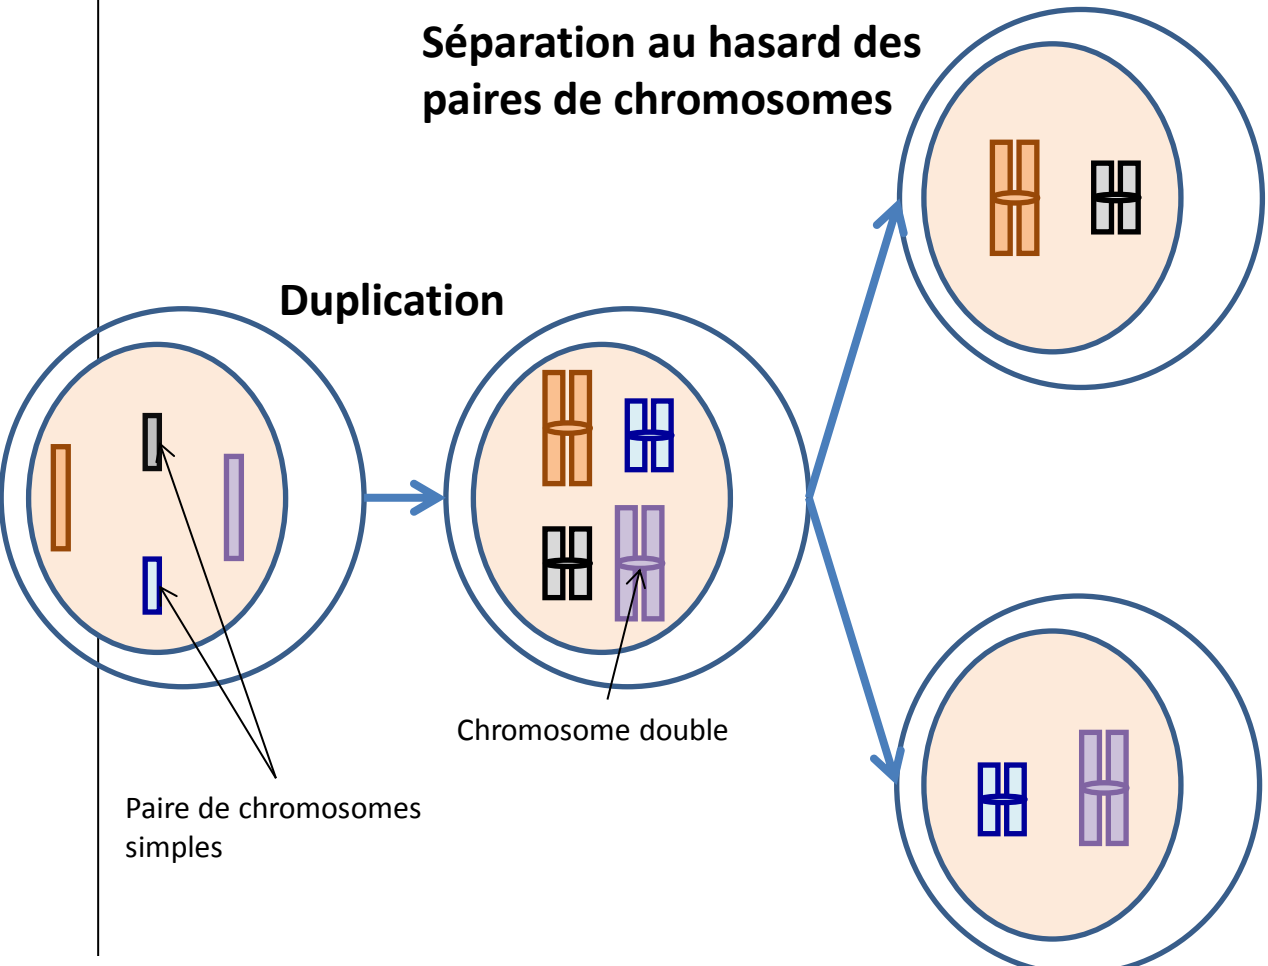 Séparation au hasard des
paires de chromosomes
Duplication
Chromosome double
Paire de chromosomes
simples